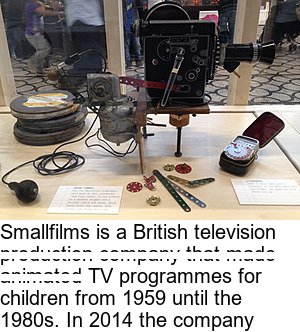 Smallfilms is a British television
production company that made
animated TV programmes for
children from 1959 until the
1980s. In 2014 the company